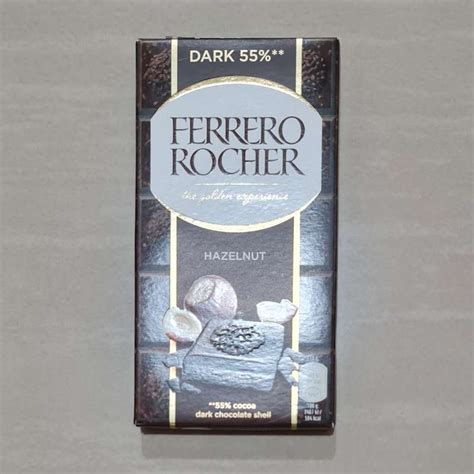 DARK 55%**
FERRERO
ROCHER
the golden experience
HAZELNUT
**55% cocoa
dark chocolate shell